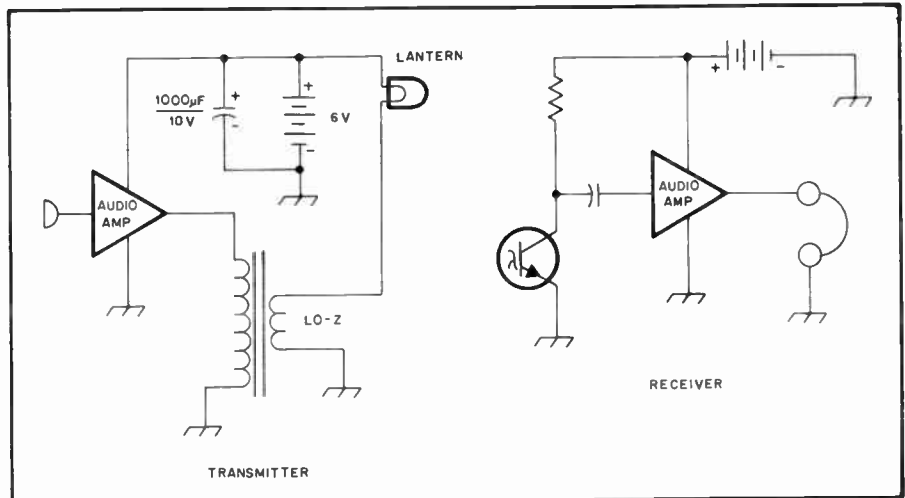 LANTERN
+
1000µF
10V
-
+
6V
-
AUDIO
AMP
LO-Z
TRANSMITTER
+
-
AUDIO
AMP
λ
RECEIVER